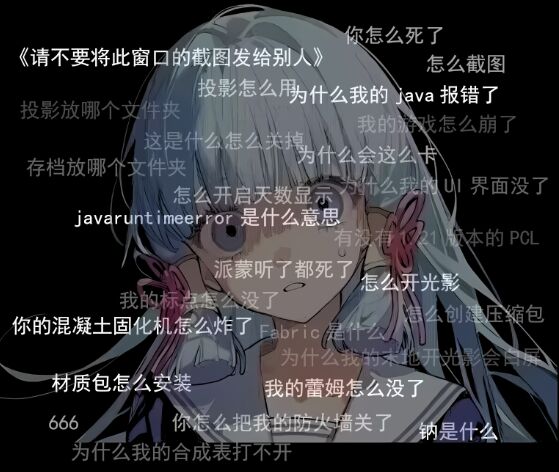 你怎么死了
《请不要将此窗口的截图发给别人》
怎么截图
投影怎么用
为什么我的 java 报错了
投影放哪个文件夹
我的游戏怎么崩了
这是什么怎么关掉
为什么会这么卡
存档放哪个文件夹
为什么我的 UI 界面没了
怎么开启天数显示
javaruntimeerror 是什么意思
有没有 1.21 版本的 PCL
派蒙听了都死了
怎么开光影
我的标点怎么没了
怎么创建压缩包
你的混凝土固化机怎么炸了
Fabric 是什么
为什么我的末地开光影会白屏
材质包怎么安装
我的蕾姆怎么没了
666
你怎么把我的防火墙关了
钠是什么
为什么我的合成表打不开